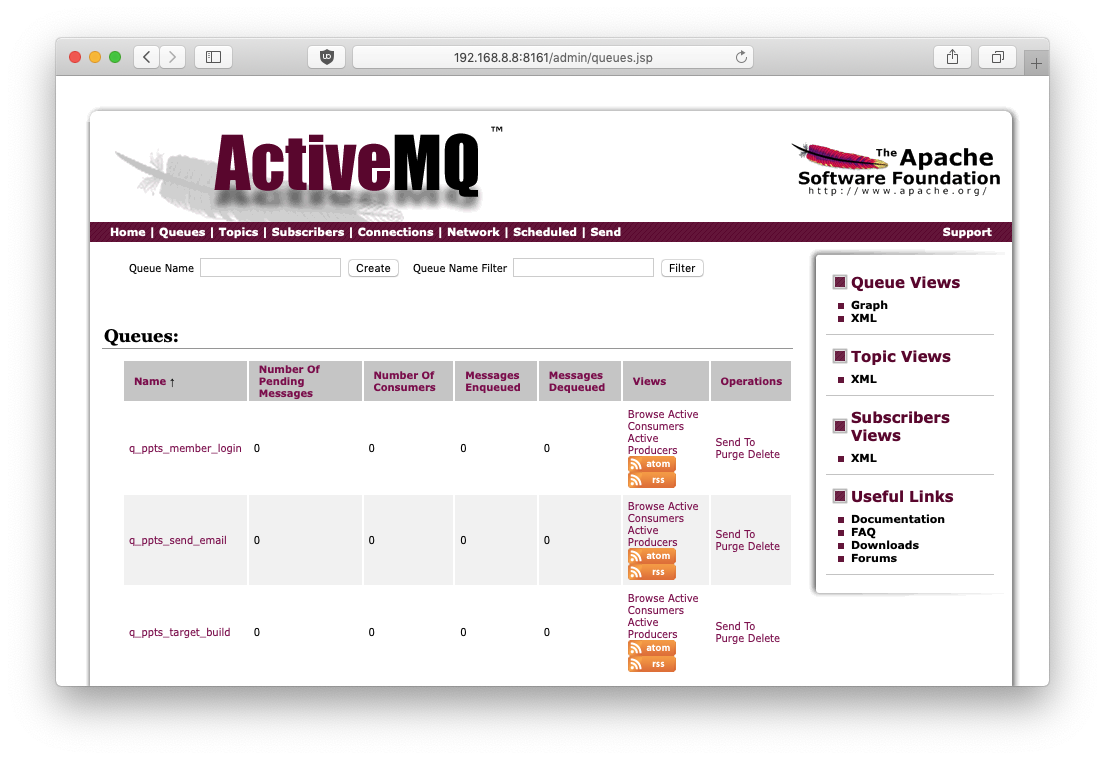 192.168.8.8:8161/admin/queues.jsp
ActiveMQ™
The Apache
Software Foundation
http://www.apache.org/
Home | Queues | Topics | Subscribers | Connections | Network | Scheduled | Send
Support
Queue Name Create Queue Name Filter Filter
Queues:
Name ↑ Number Of Pending Messages Number Of Consumers Messages Enqueued Messages Dequeued Views Operations
q_ppts_member_login 0 0 0 0
Browse Active
Consumers
Active
Producers
atom
rss
Send To
Purge Delete
q_ppts_send_email 0 0 0 0
Browse Active
Consumers
Active
Producers
atom
rss
Send To
Purge Delete
q_ppts_target_build 0 0 0 0
Browse Active
Consumers
Active
Producers
atom
rss
Send To
Purge Delete
Queue Views
Graph
XML
Topic Views
XML
Subscribers
Views
XML
Useful Links
Documentation
FAQ
Downloads
Forums